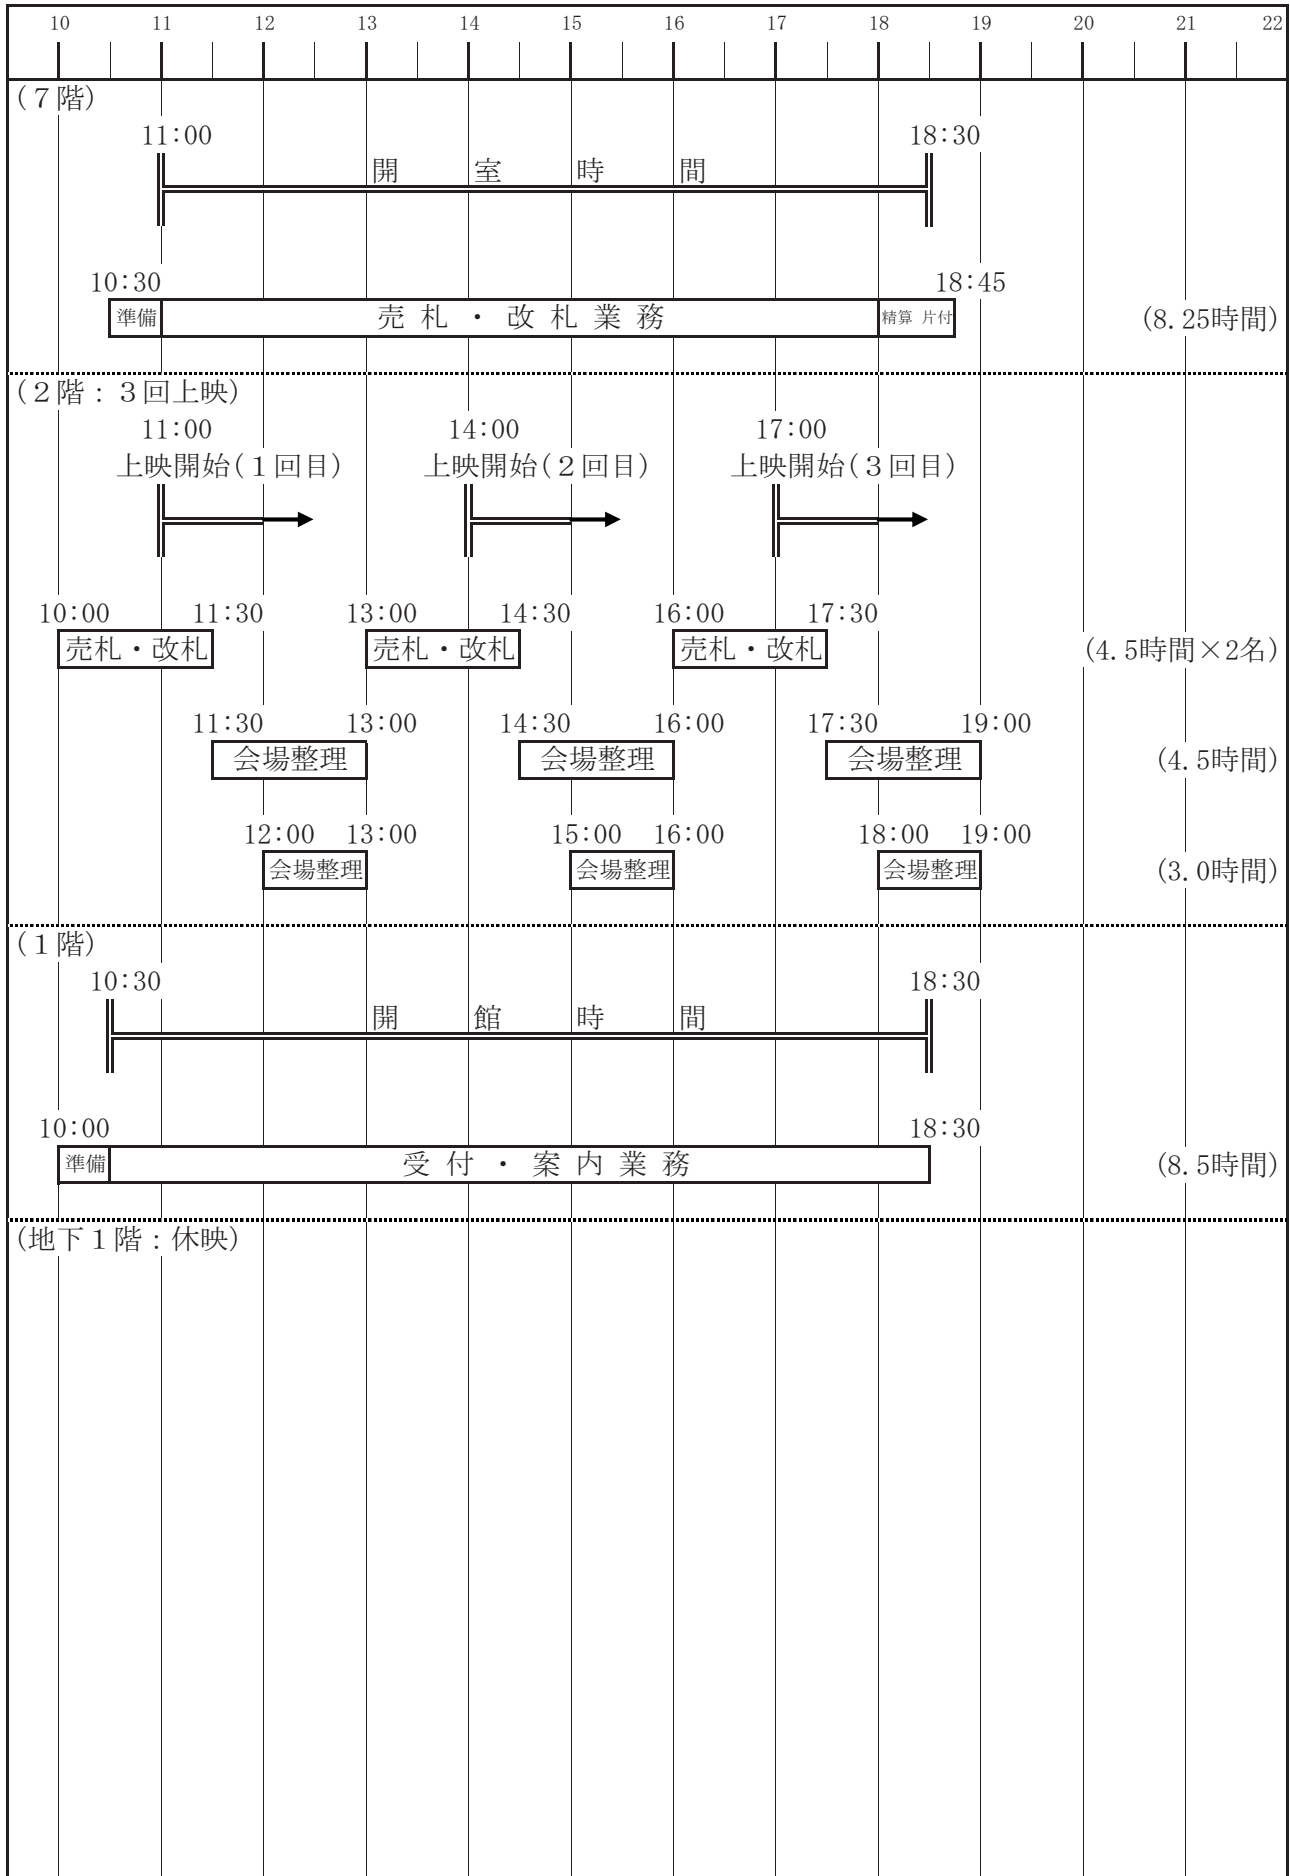 10 11 12 13 14 15 16 17 18 19 20 21 22
(７階)
11:00 18:30
開 室 時 間
10:30 18:45
準備 売札・改札業務 精算 片付 (8.25時間)
(２階：３回上映)
11:00 14:00 17:00
上映開始(１回目) 上映開始(２回目) 上映開始(３回目)
10:00 11:30 13:00 14:30 16:00 17:30
売札・改札 売札・改札 売札・改札 (4.5時間×2名)
11:30 13:00 14:30 16:00 17:30 19:00
会場整理 会場整理 会場整理 (4.5時間)
12:00 13:00 15:00 16:00 18:00 19:00
会場整理 会場整理 会場整理 (3.0時間)
(１階)
10:30 18:30
開 館 時 間
10:00 18:30
準備 受付・案内業務 (8.5時間)
(地下１階：休映)